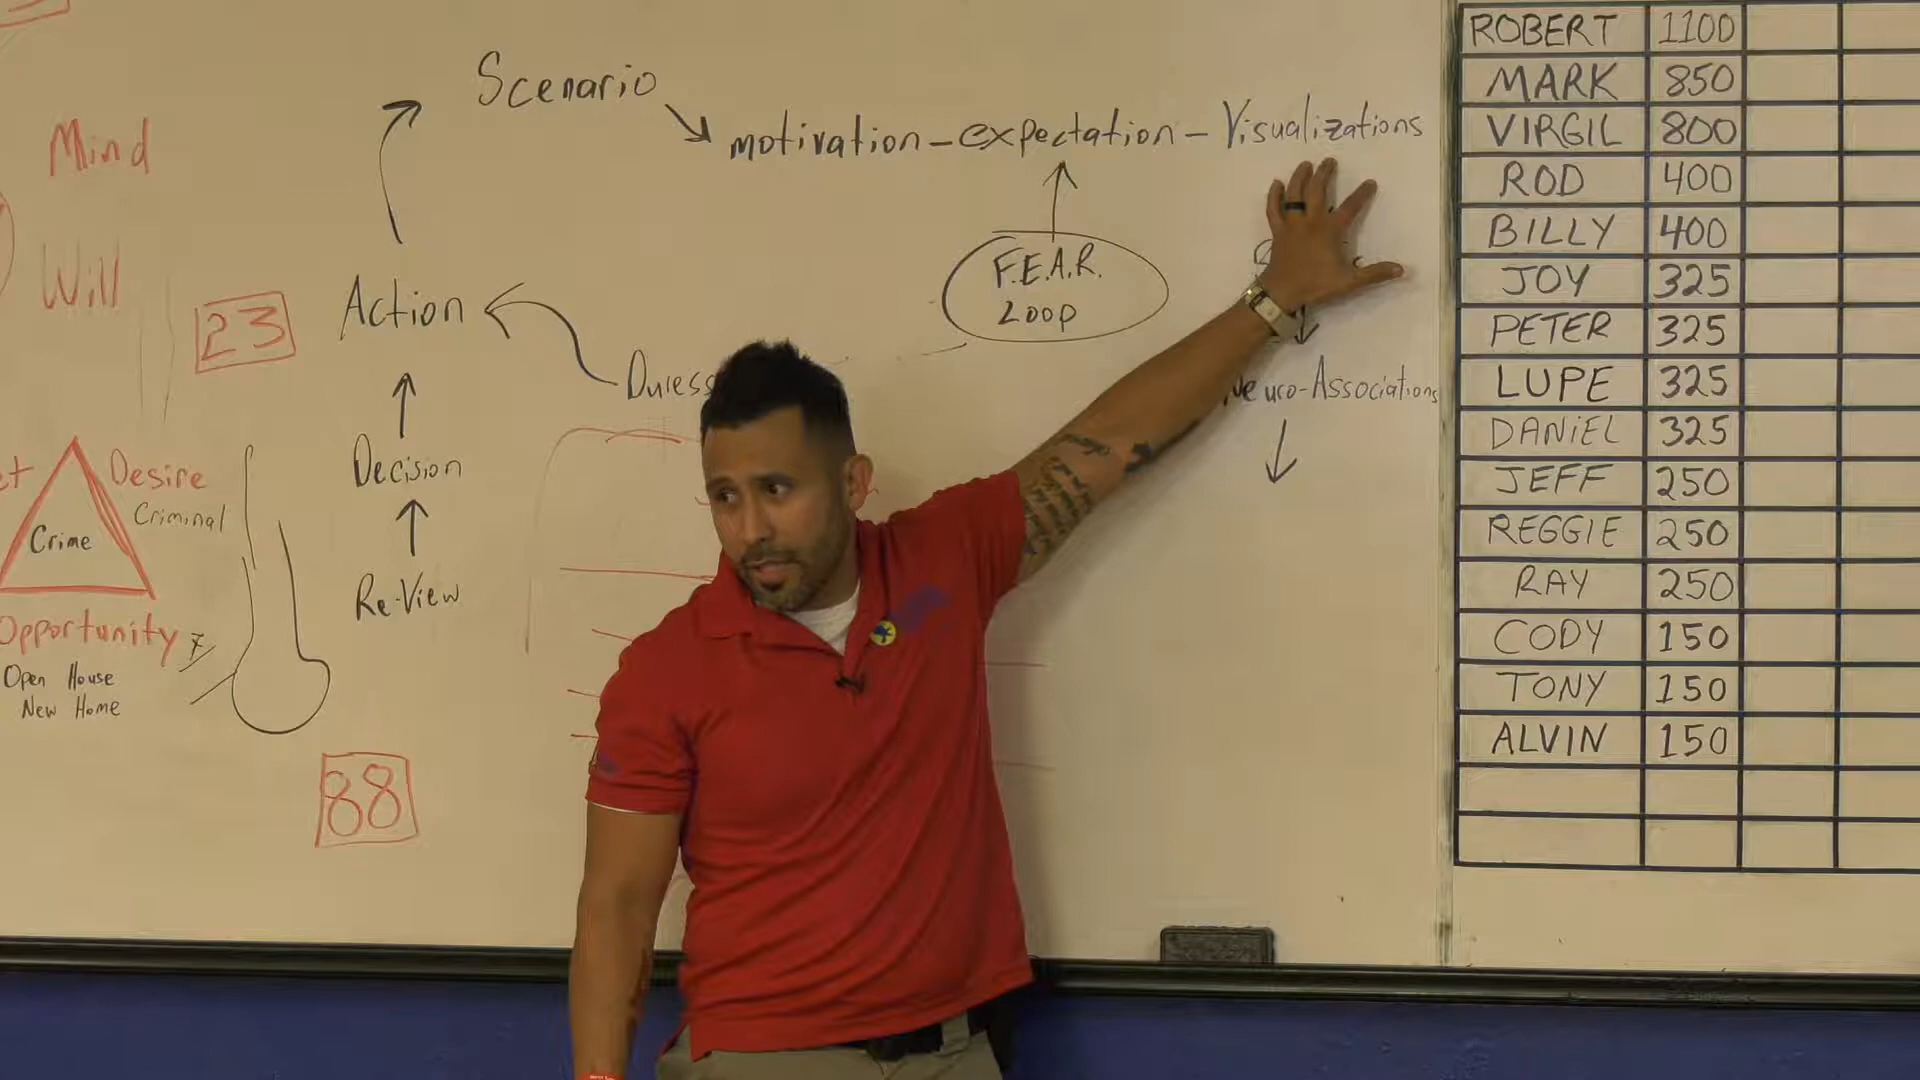 Mind
Will
23
Desire
Criminal
Crime
Opportunity
Open House
New Home
88
Scenario
motivation - expectation - Visualizations
F.E.A.R.
Loop
Action
Duress
Neuro-Associations
Decision
Re-View
ROBERT 1100
MARK 850
VIRGIL 800
ROD 400
BILLY 400
JOY 325
PETER 325
LUPE 325
DANIEL 325
JEFF 250
REGGIE 250
RAY 250
CODY 150
TONY 150
ALVIN 150